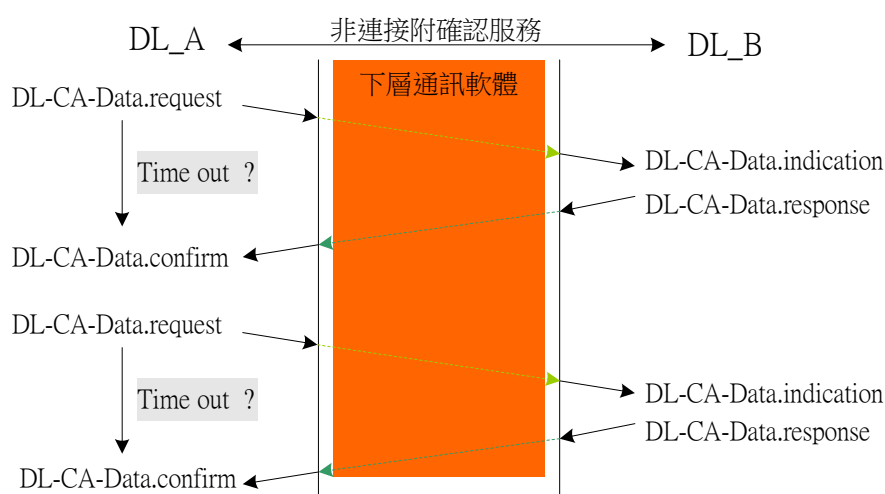 非連接附確認服務
DL_A
DL_B
下層通訊軟體
DL-CA-Data.request
DL-CA-Data.indication
Time out ?
DL-CA-Data.response
DL-CA-Data.confirm
DL-CA-Data.request
DL-CA-Data.indication
Time out ?
DL-CA-Data.response
DL-CA-Data.confirm